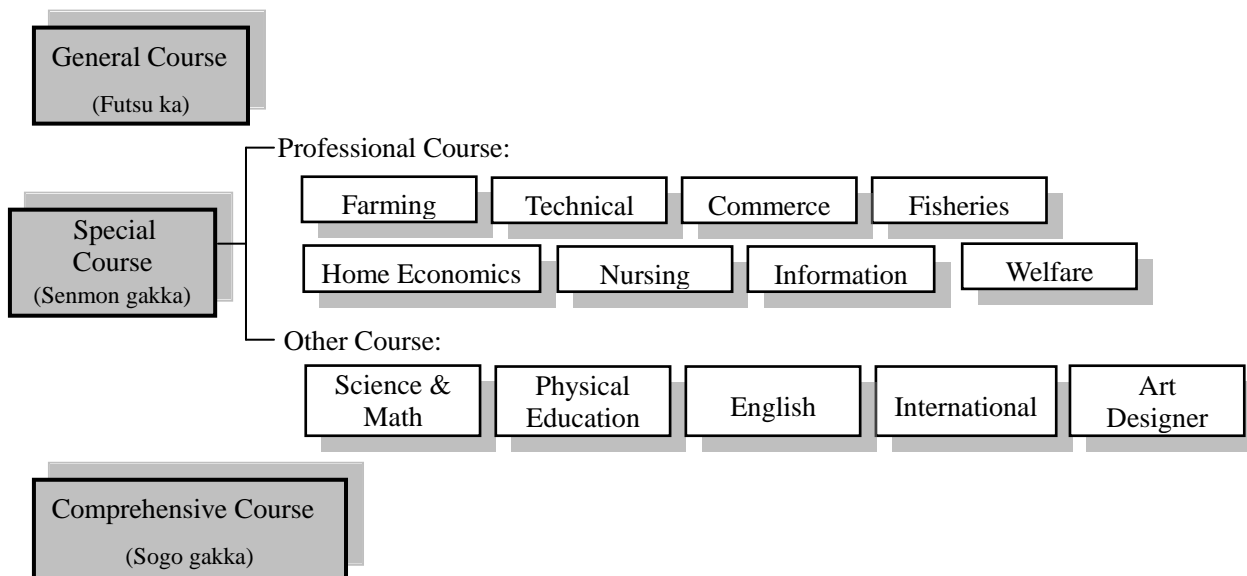 General Course
(Futsu ka)
Professional Course:
Farming
Technical
Commerce
Fisheries
Special
Course
(Senmon gakka)
Home Economics
Nursing
Information
Welfare
Other Course:
Science &
Math
Physical
Education
English
International
Art
Designer
Comprehensive Course
(Sogo gakka)